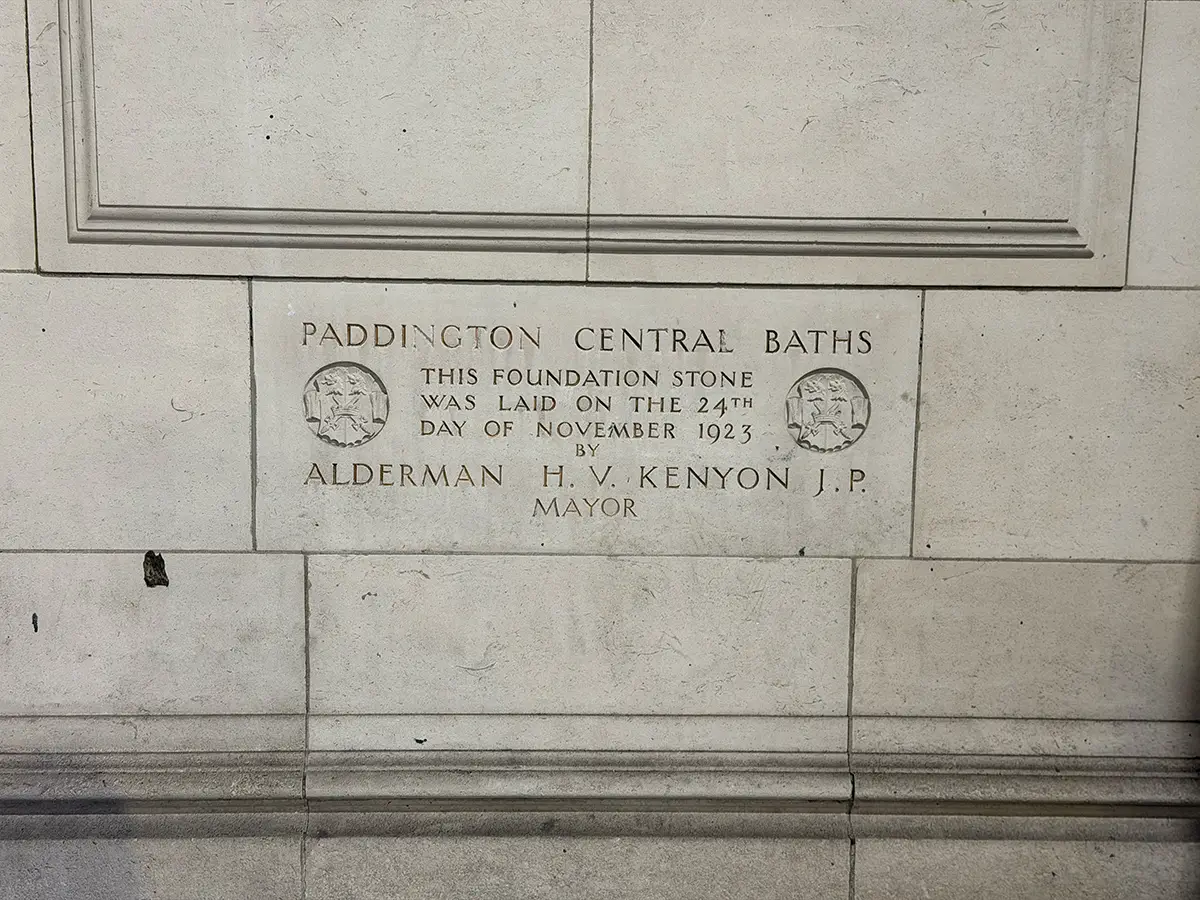 PADDINGTON CENTRAL BATHS
THIS FOUNDATION STONE
WAS LAID ON THE 24TH
DAY OF NOVEMBER 1923
BY
ALDERMAN H. V. KENYON J.P.
MAYOR